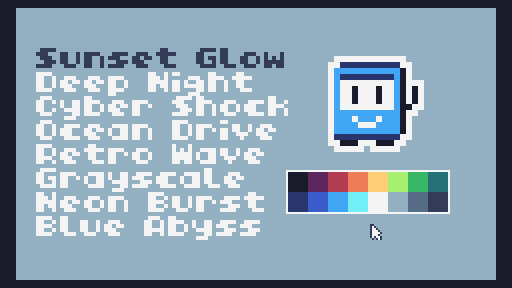 Sunset Glow
Deep Night
Cyber Shock
Ocean Drive
Retro Wave
Grayscale
Neon Burst
Blue Abyss